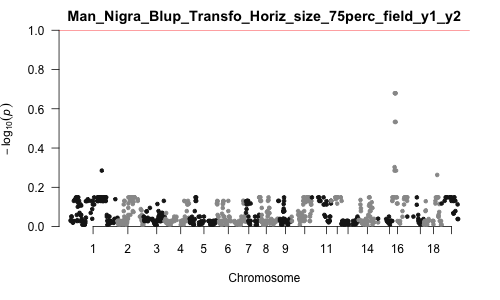 Man_Nigra_Blup_Transfo_Horiz_size_75perc_field_y1_y2
1.0
0.8
0.6
0.4
0.2
0.0
− log₁₀(p)
1 2 3 4 5 6 7 8 9 11 14 16 18
Chromosome